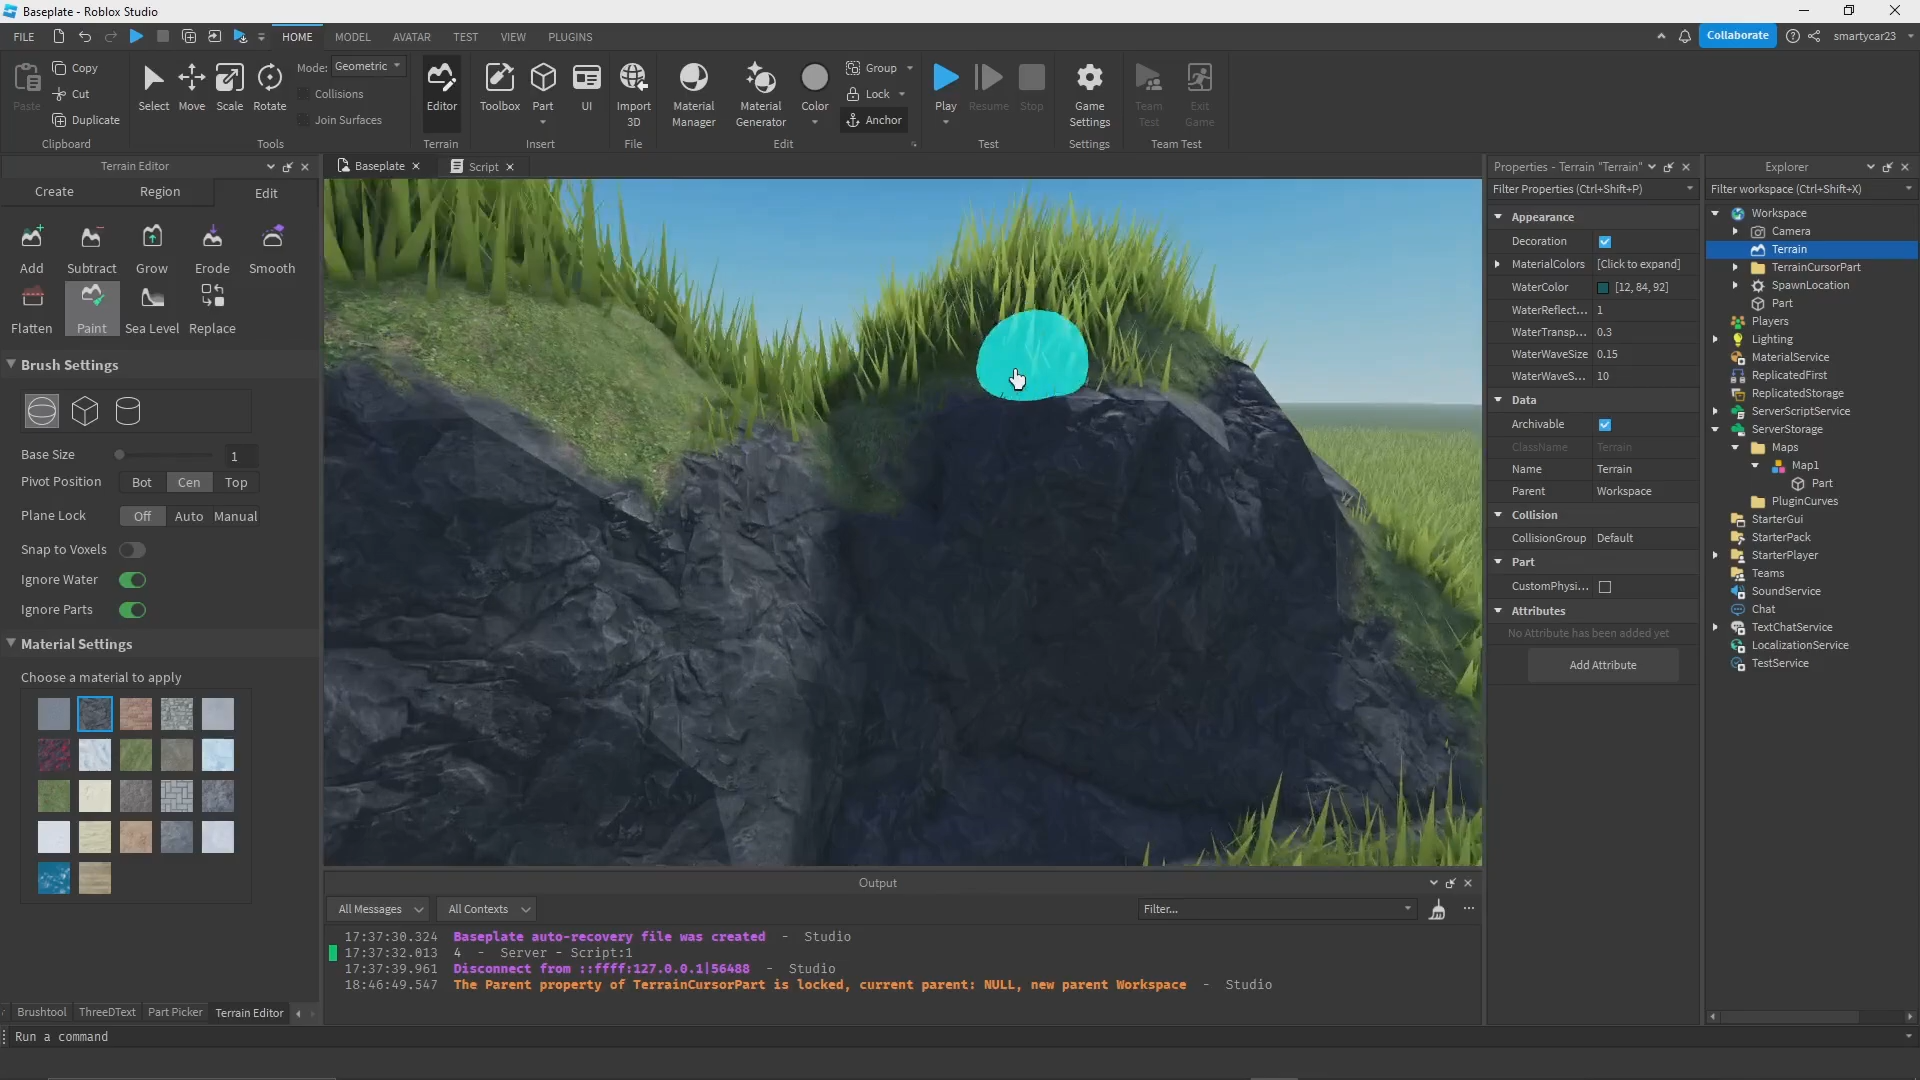 Baseplate - Roblox Studio
FILE
HOME
MODEL
AVATAR
TEST
VIEW
PLUGINS
Collaborate
smartycar23
Paste
Copy
Cut
Duplicate
Clipboard
Select
Move
Scale
Rotate
Mode:
Geometric
Collisions
Join Surfaces
Tools
Editor
Terrain
Toolbox
Part
UI
Insert
Import
3D
File
Material
Manager
Material
Generator
Color
Group
Lock
Anchor
Edit
Play
Resume
Stop
Test
Game
Settings
Settings
Team
Test
Exit
Game
Team Test
Terrain Editor
Create
Region
Edit
Add
Subtract
Grow
Erode
Smooth
Flatten
Paint
Sea Level
Replace
Brush Settings
Base Size
1
Pivot Position
Bot
Cen
Top
Plane Lock
Off
Auto
Manual
Snap to Voxels
Ignore Water
Ignore Parts
Material Settings
Choose a material to apply
Brushtool
ThreeDText
Part Picker
Terrain Editor
Run a command
Baseplate
Script
Output
All Messages
All Contexts
Filter...
17:37:30.324 Baseplate auto-recovery file was created - Studio
17:37:32.013 4 - Server - Script:1
17:37:39.961 Disconnect from ::ffff:127.0.0.1|56488 - Studio
18:46:49.547 The Parent property of TerrainCursorPart is locked, current parent: NULL, new parent Workspace - Studio
Properties - Terrain "Terrain"
Filter Properties (Ctrl+Shift+P)
Appearance
Decoration
MaterialColors [Click to expand]
WaterColor [12, 84, 92]
WaterReflect... 1
WaterTransp... 0.3
WaterWaveSize 0.15
WaterWaveS... 10
Data
Archivable
ClassName Terrain
Name Terrain
Parent Workspace
Collision
CollisionGroup Default
Part
CustomPhysi...
Attributes
No Attribute has been added yet
Add Attribute
Explorer
Filter workspace (Ctrl+Shift+X)
Workspace
Camera
Terrain
TerrainCursorPart
SpawnLocation
Part
Players
Lighting
MaterialService
ReplicatedFirst
ReplicatedStorage
ServerScriptService
ServerStorage
Maps
Map1
Part
PluginCurves
StarterGui
StarterPack
StarterPlayer
Teams
SoundService
Chat
TextChatService
LocalizationService
TestService